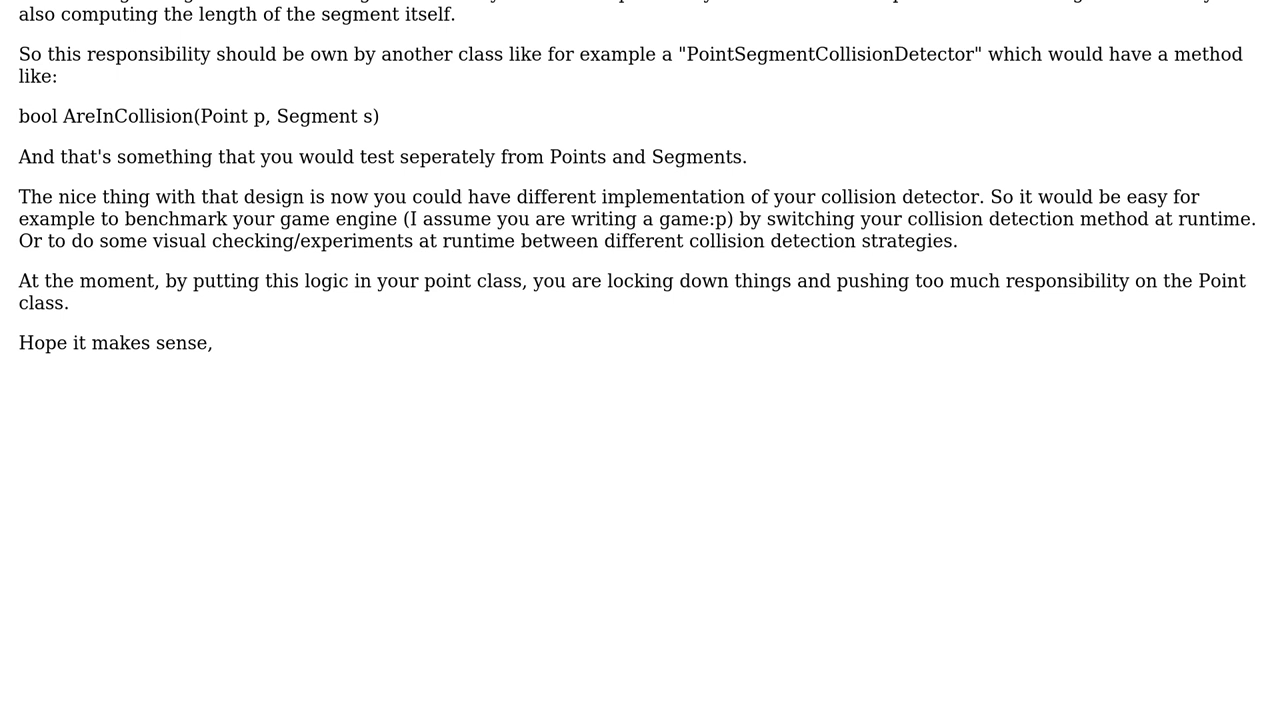 also computing the length of the segment itself.
So this responsibility should be own by another class like for example a "PointSegmentCollisionDetector" which would have a method
like:
bool AreInCollision(Point p, Segment s)
And that's something that you would test seperately from Points and Segments.
The nice thing with that design is now you could have different implementation of your collision detector. So it would be easy for
example to benchmark your game engine (I assume you are writing a game:p) by switching your collision detection method at runtime.
Or to do some visual checking/experiments at runtime between different collision detection strategies.
At the moment, by putting this logic in your point class, you are locking down things and pushing too much responsibility on the Point
class.
Hope it makes sense,